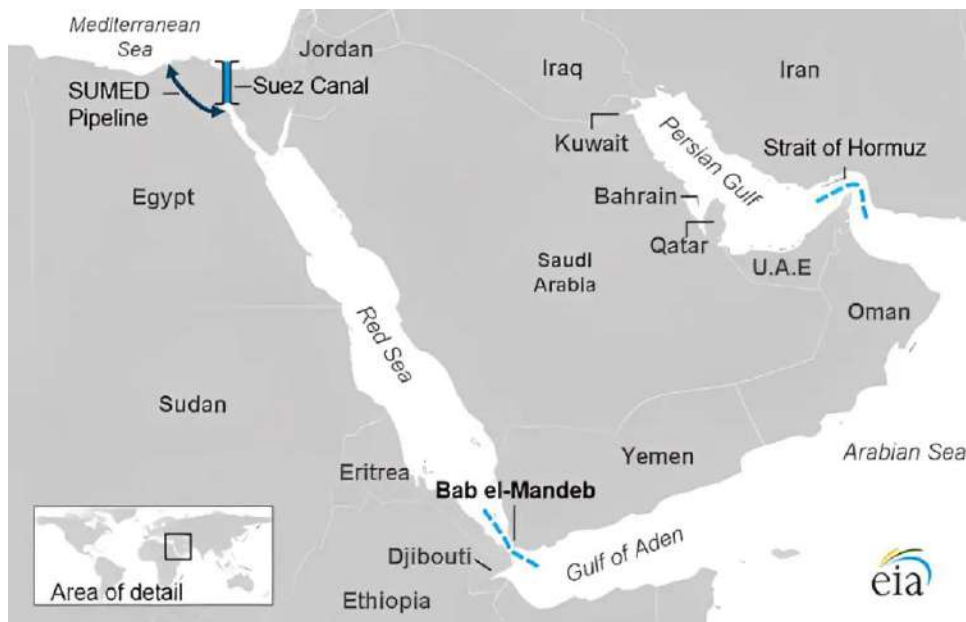 Mediterranean
Sea
Jordan
SUMED
Pipeline
Suez Canal
Iraq
Iran
Kuwait
Persian Gulf
Strait of Hormuz
Egypt
Bahrain
Qatar
Saudi
Arabia
U.A.E
Oman
Red Sea
Sudan
Yemen
Arabian Sea
Eritrea
Bab el-Mandeb
Djibouti
Gulf of Aden
Ethiopia
Area of detail
eia